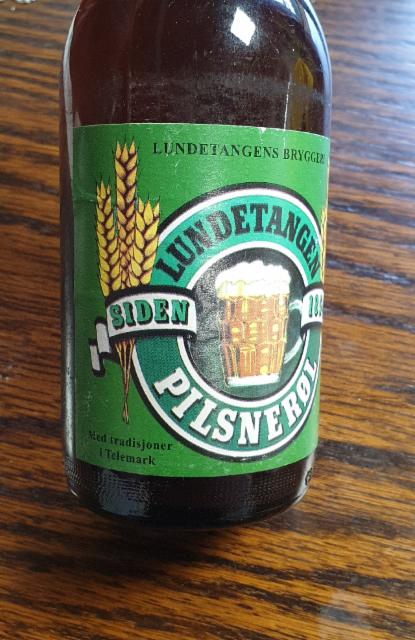 LUNDETANGENS
LUNDETANGEN
SIDEN
PILSNERØL
Med tradisjoner
i Telemark